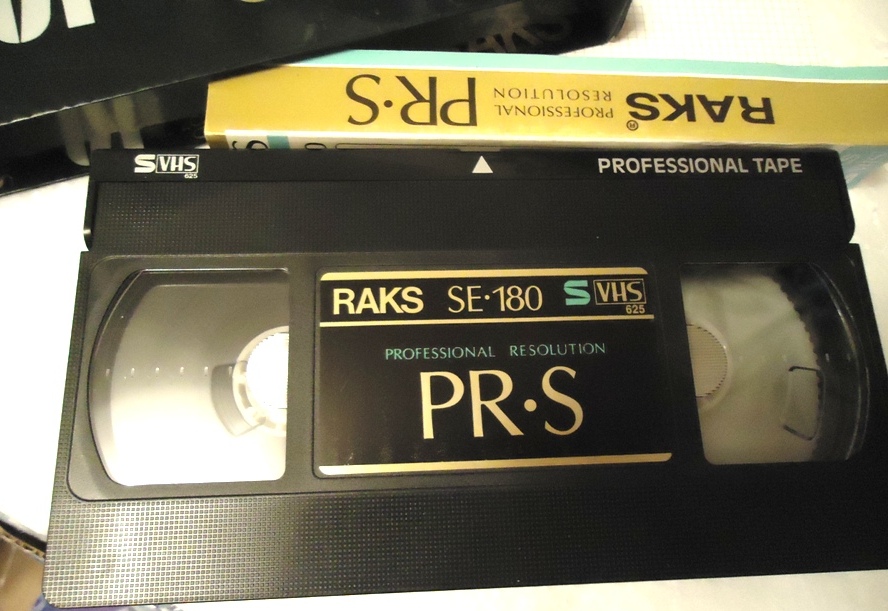 RAKS®
PROFESSIONAL
RESOLUTION
PR·S
S VHS
625
PROFESSIONAL TAPE
RAKS SE·180 S VHS
625
PROFESSIONAL RESOLUTION
PR·S